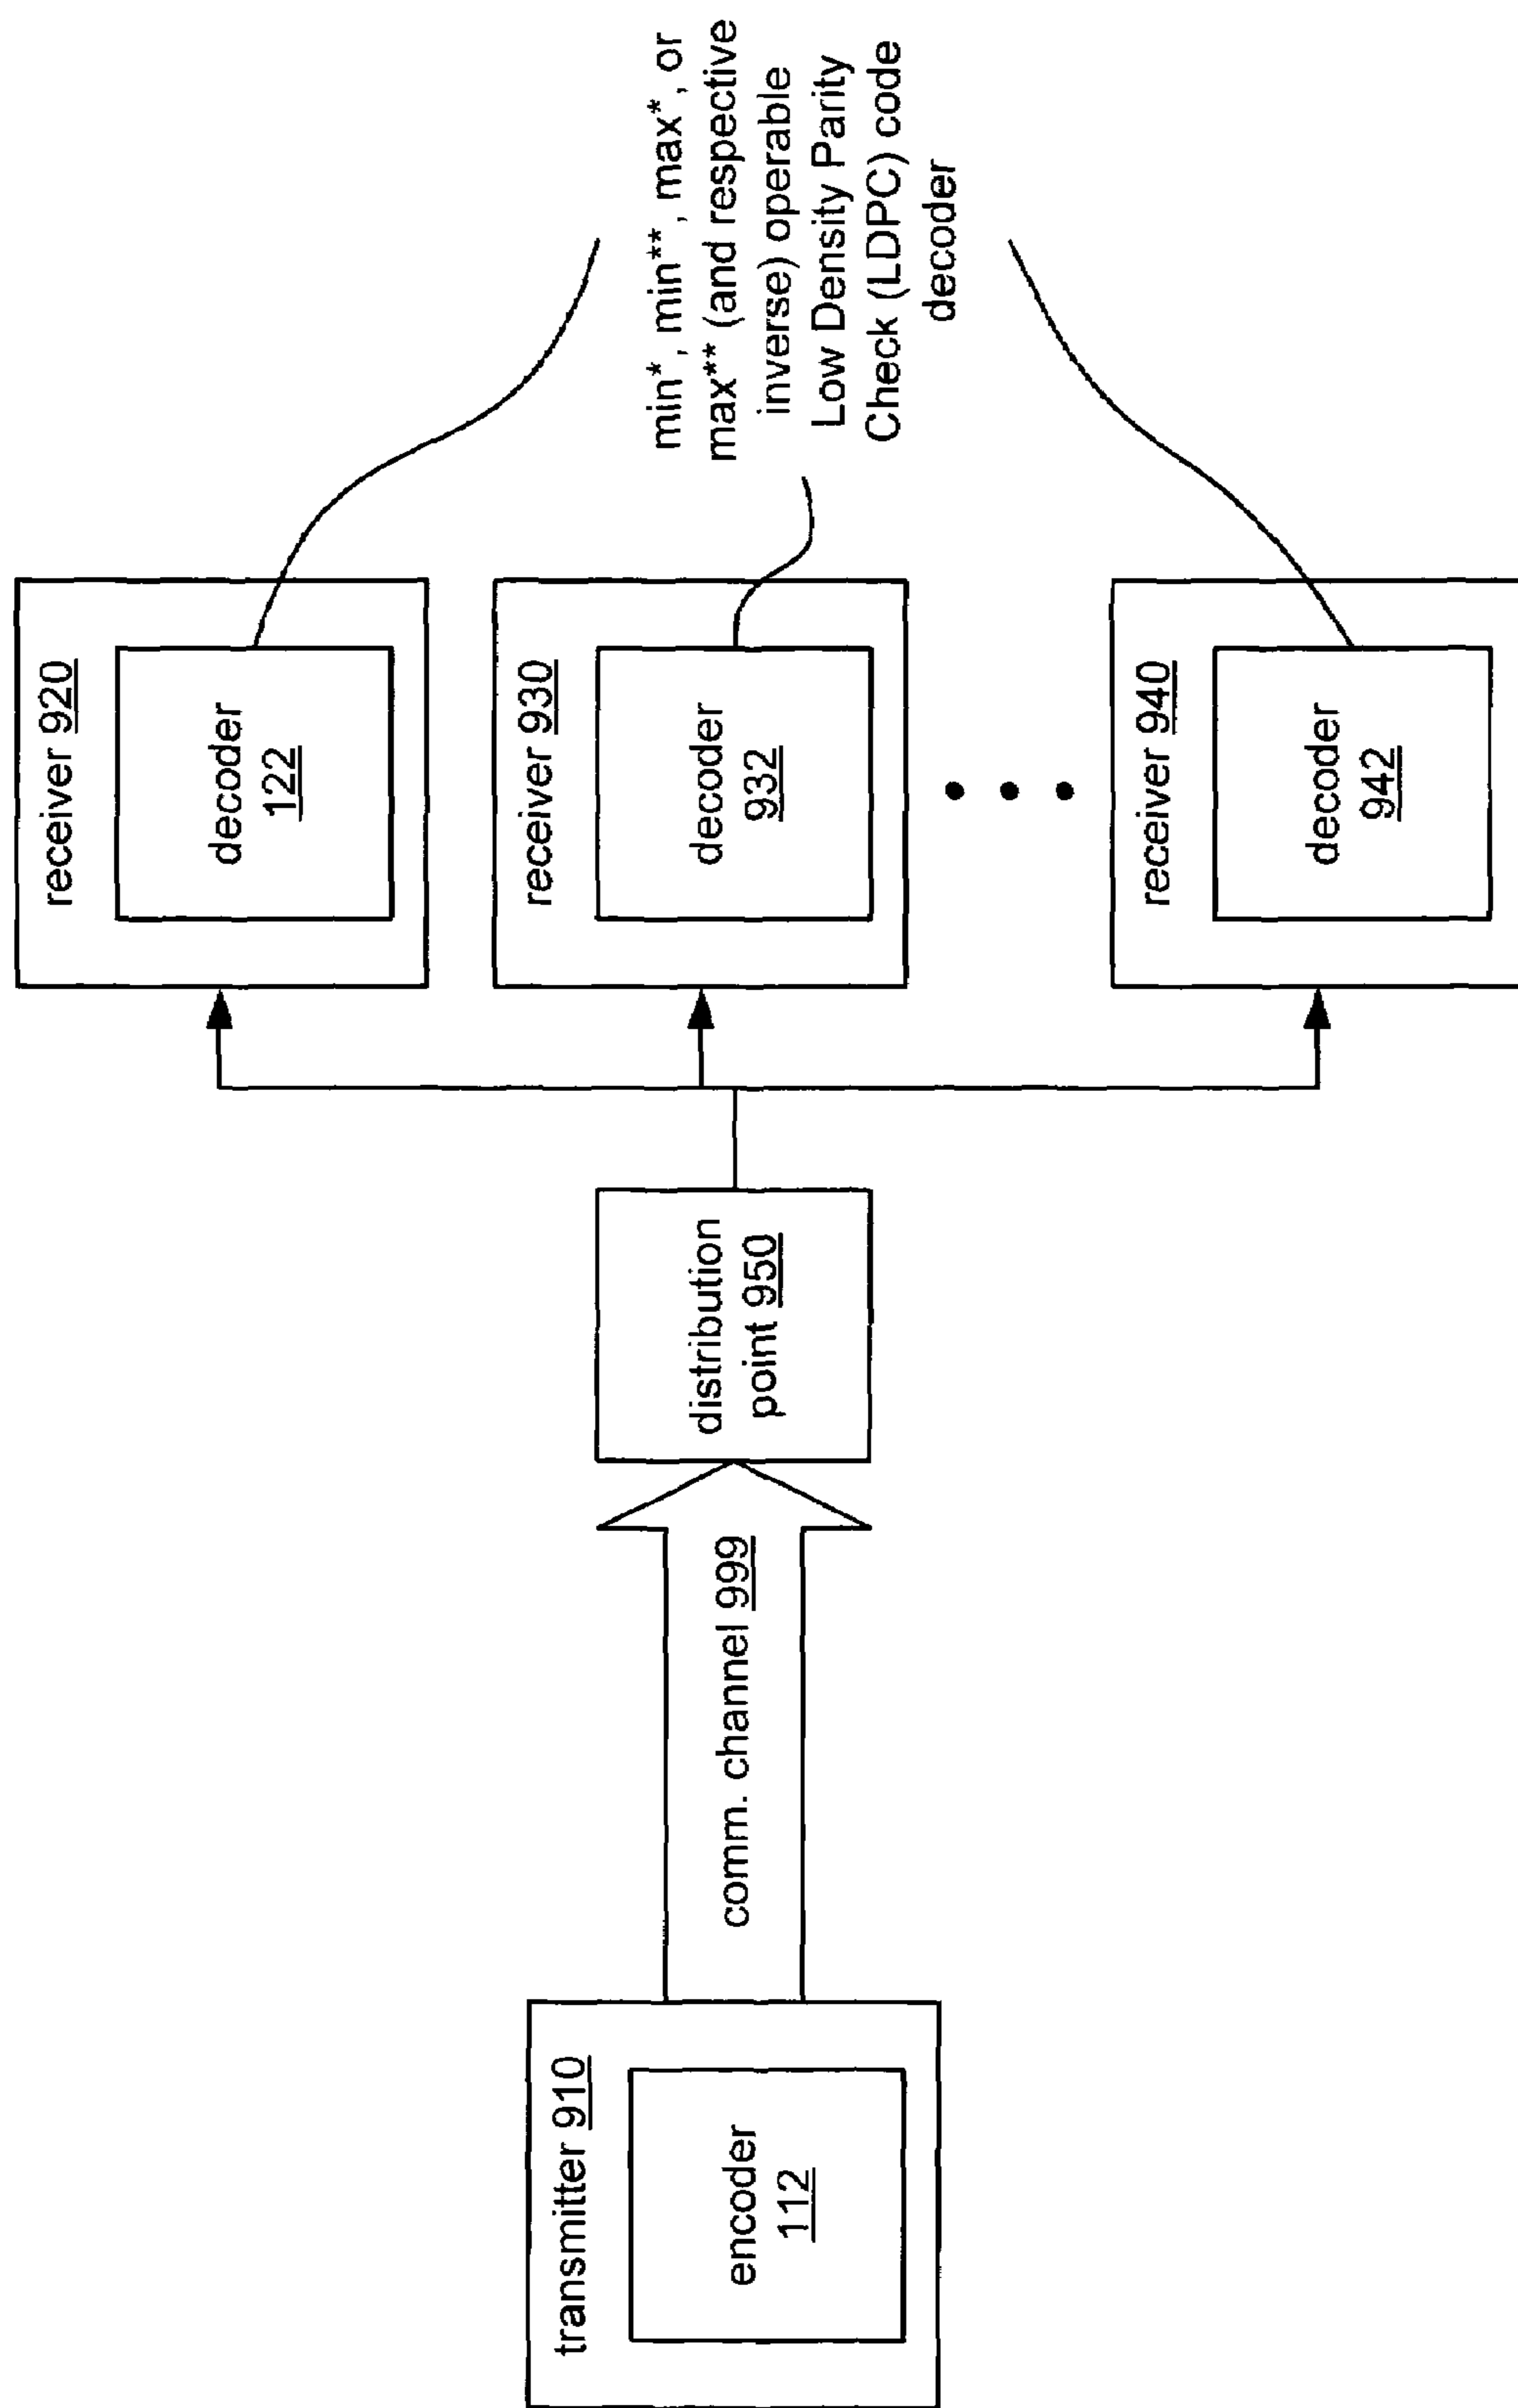 transmitter 910
encoder
112
comm. channel 999
distribution
point 950
receiver 920
decoder
122
receiver 930
decoder
932
receiver 940
decoder
942
min*, min**, max*, or
max** (and respective
inverse) operable
Low Density Parity
Check (LDPC) code
decoder